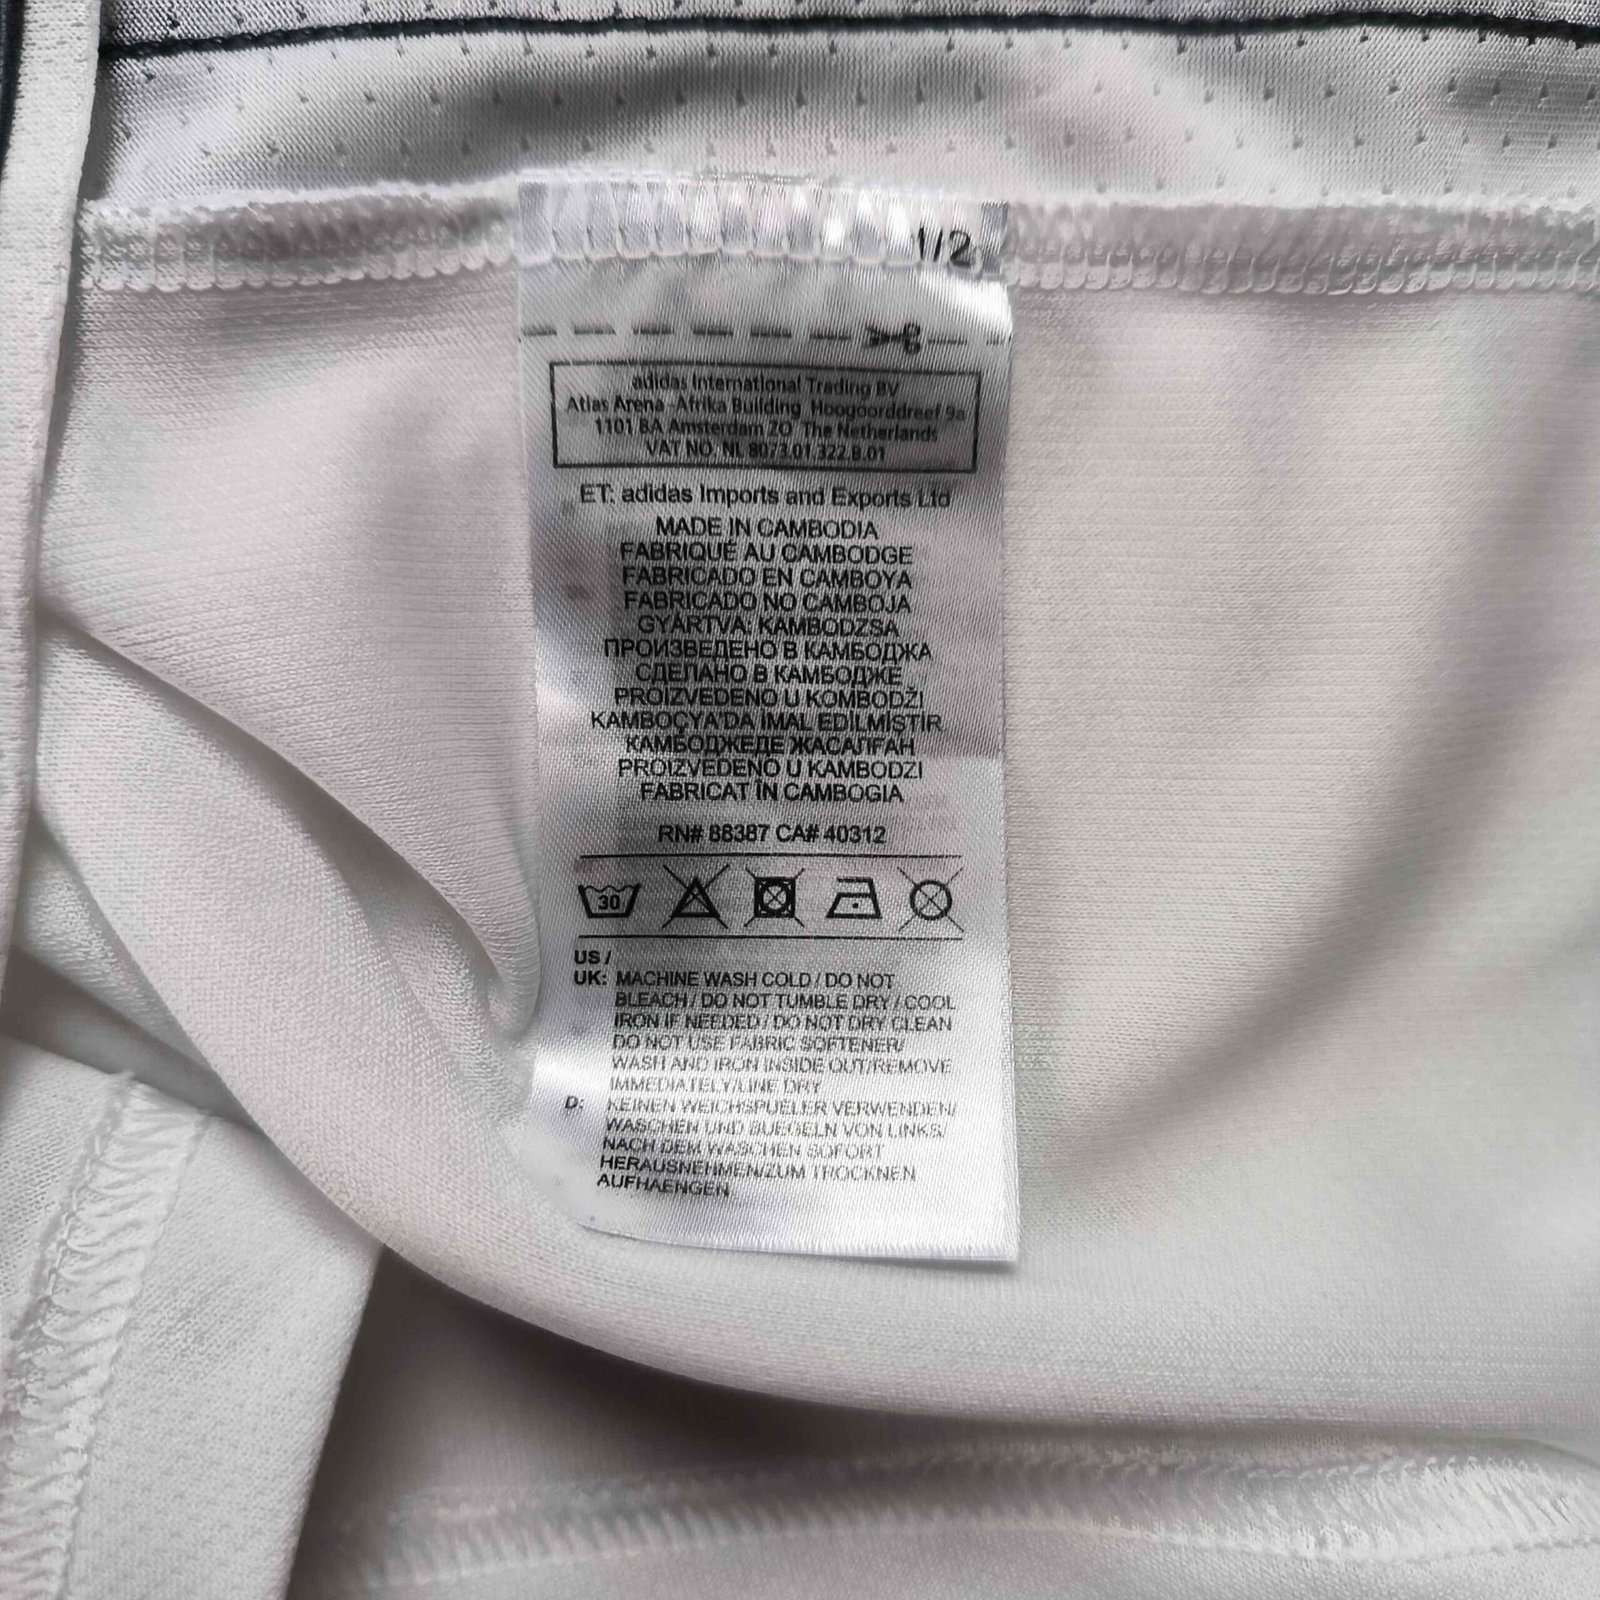 1/2
adidas International Trading BV
Atlas Arena -Afrika Building, Hoogoorddreef 9a
1101 BA Amsterdam ZO The Netherlands
VAT NO: NL 8073.01.322.B.01
ET: adidas Imports and Exports Ltd
MADE IN CAMBODIA
FABRIQUÉ AU CAMBODGE
FABRICADO EN CAMBOYA
FABRICADO NO CAMBOJA
GYÁRTVA: KAMBODZSA
ПРОИЗВЕДЕНО В КАМБОДЖА
СДЕЛАНО В КАМБОДЖЕ
PROIZVEDENO U KOMBODŽI
KAMBOÇYA'DA IMAL EDİLMİŞTİR
КАМБОДЖЕДЕ ЖАСАЛҒАН
PROIZVEDENO U KAMBODZI
FABRICAT ÎN CAMBOGIA
RN# 88387 CA# 40312
30
US /
UK: MACHINE WASH COLD / DO NOT
BLEACH / DO NOT TUMBLE DRY / COOL
IRON IF NEEDED / DO NOT DRY CLEAN
DO NOT USE FABRIC SOFTENER/
WASH AND IRON INSIDE OUT/REMOVE
IMMEDIATELY/LINE DRY
D: KEINEN WEICHSPUELER VERWENDEN/
WASCHEN UND BUEGELN VON LINKS/
NACH DEM WASCHEN SOFORT
HERAUSNEHMEN/ZUM TROCKNEN
AUFHAENGEN